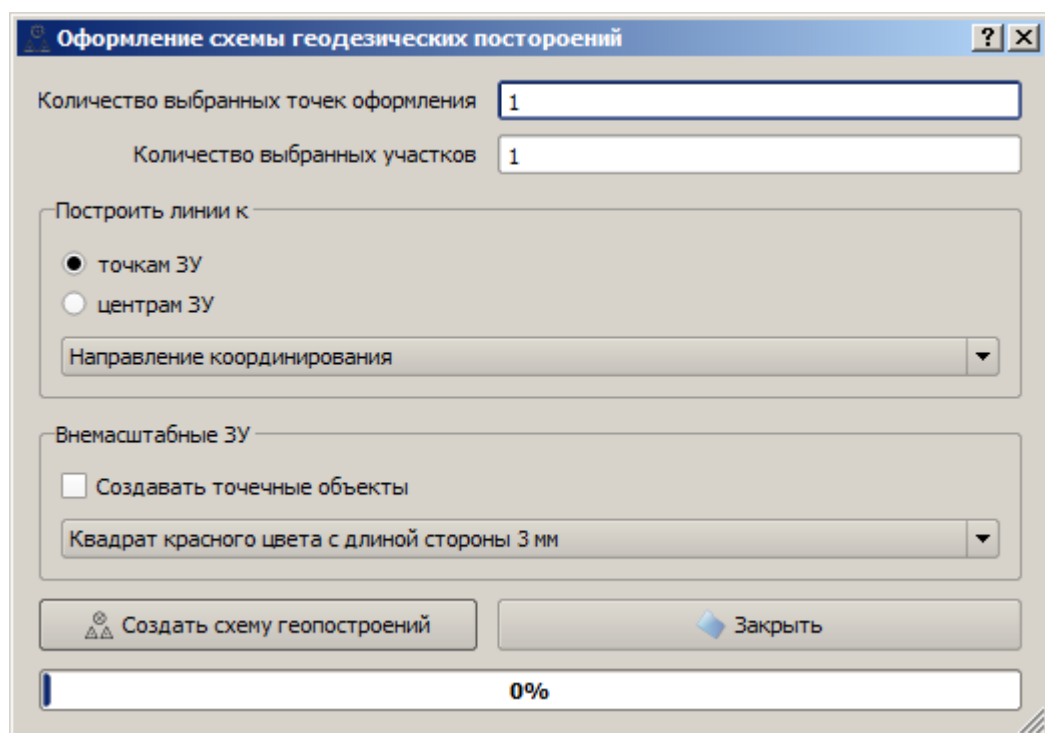 Оформление схемы геодезических постороений
Количество выбранных точек оформления 1
Количество выбранных участков 1
Построить линии к
точкам ЗУ
центрам ЗУ
Направление координирования
Внемасштабные ЗУ
Создавать точечные объекты
Квадрат красного цвета с длиной стороны 3 мм
Создать схему геопостроений Закрыть
0%